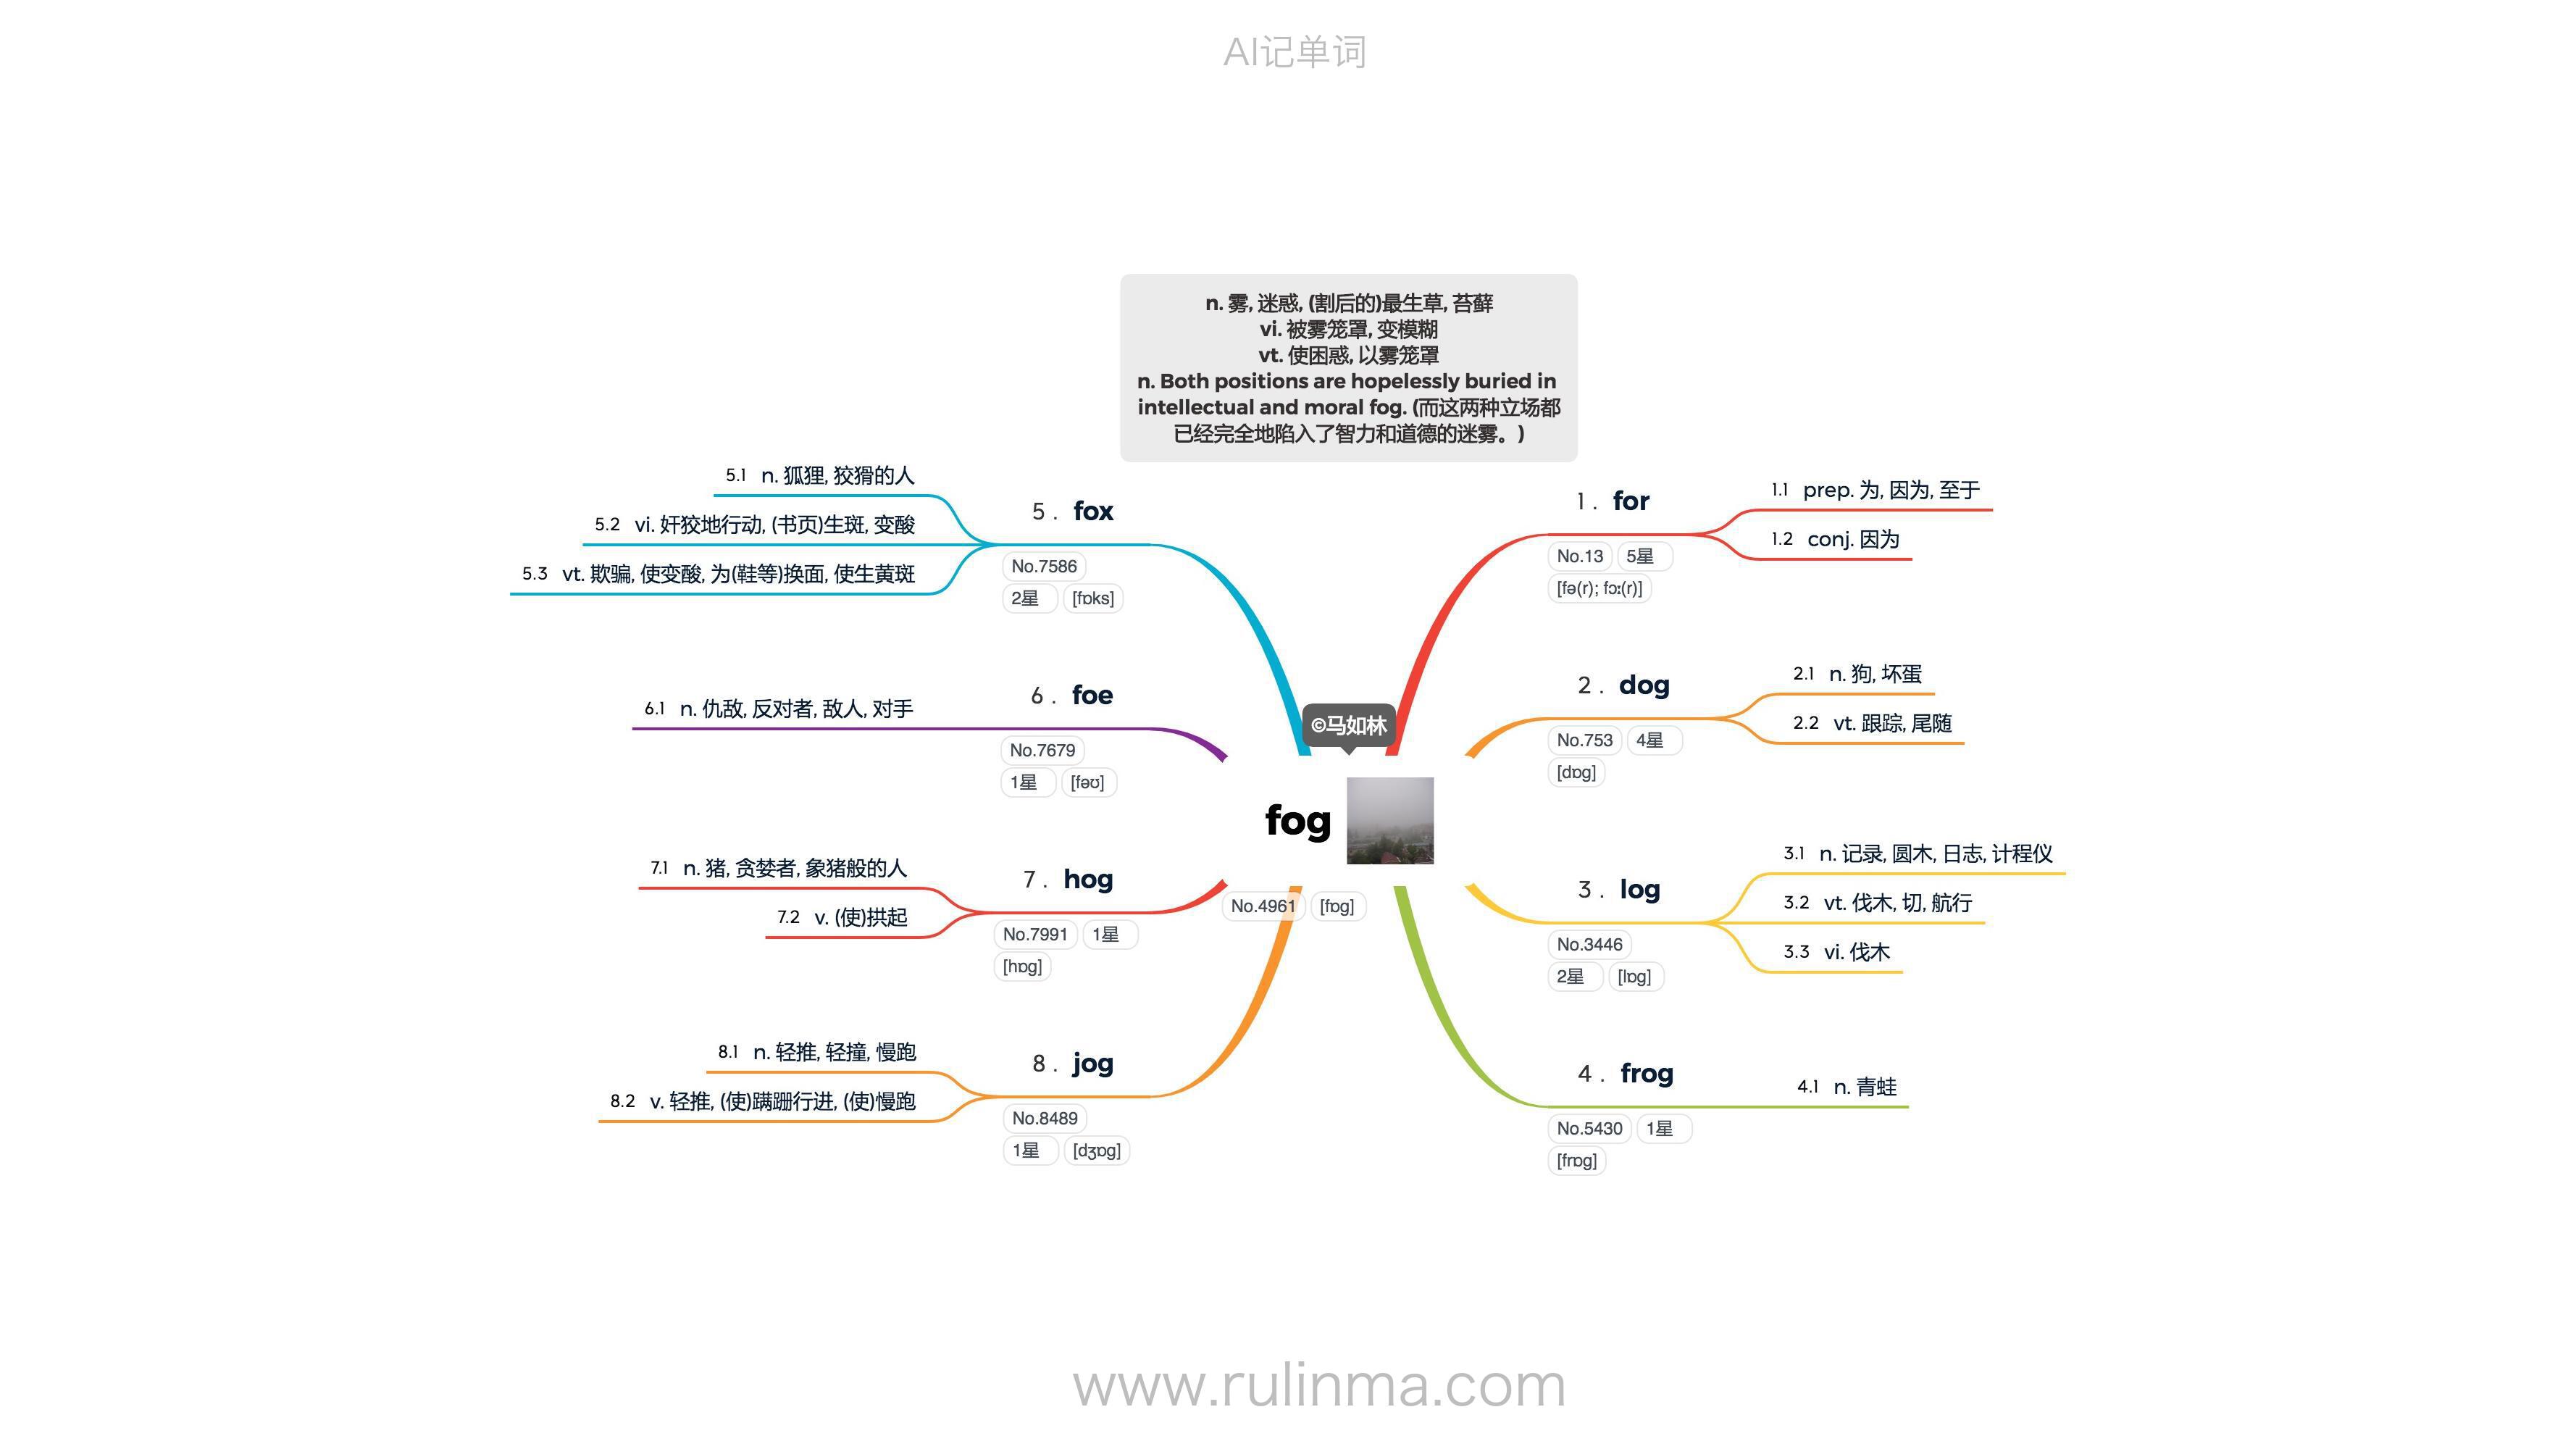 AI记单词
n. 雾, 迷惑, (割后的)最生草, 苔藓
vi. 被雾笼罩, 变模糊
vt. 使困惑, 以雾笼罩
n. Both positions are hopelessly buried in
intellectual and moral fog. (而这两种立场都
已经完全地陷入了智力和道德的迷雾。)
©马如林
fog
No.4961 [fɒg]
1. for
No.13 5星
[fə(r); fɔː(r)]
1.1 prep. 为, 因为, 至于
1.2 conj. 因为
2. dog
No.753 4星
[dɒg]
2.1 n. 狗, 坏蛋
2.2 vt. 跟踪, 尾随
3. log
No.3446
2星 [lɒg]
3.1 n. 记录, 圆木, 日志, 计程仪
3.2 vt. 伐木, 切, 航行
3.3 vi. 伐木
4. frog
No.5430 1星
[frɒg]
4.1 n. 青蛙
5. fox
No.7586
2星 [fɒks]
5.1 n. 狐狸, 狡猾的人
5.2 vi. 奸狡地行动, (书页)生斑, 变酸
5.3 vt. 欺骗, 使变酸, 为(鞋等)换面, 使生黄斑
6. foe
No.7679
1星 [fəʊ]
6.1 n. 仇敌, 反对者, 敌人, 对手
7. hog
No.7991 1星
[hɒg]
7.1 n. 猪, 贪婪者, 象猪般的人
7.2 v. (使)拱起
8. jog
No.8489
1星 [dʒɒg]
8.1 n. 轻推, 轻撞, 慢跑
8.2 v. 轻推, (使)蹒跚行进, (使)慢跑
www.rulinma.com